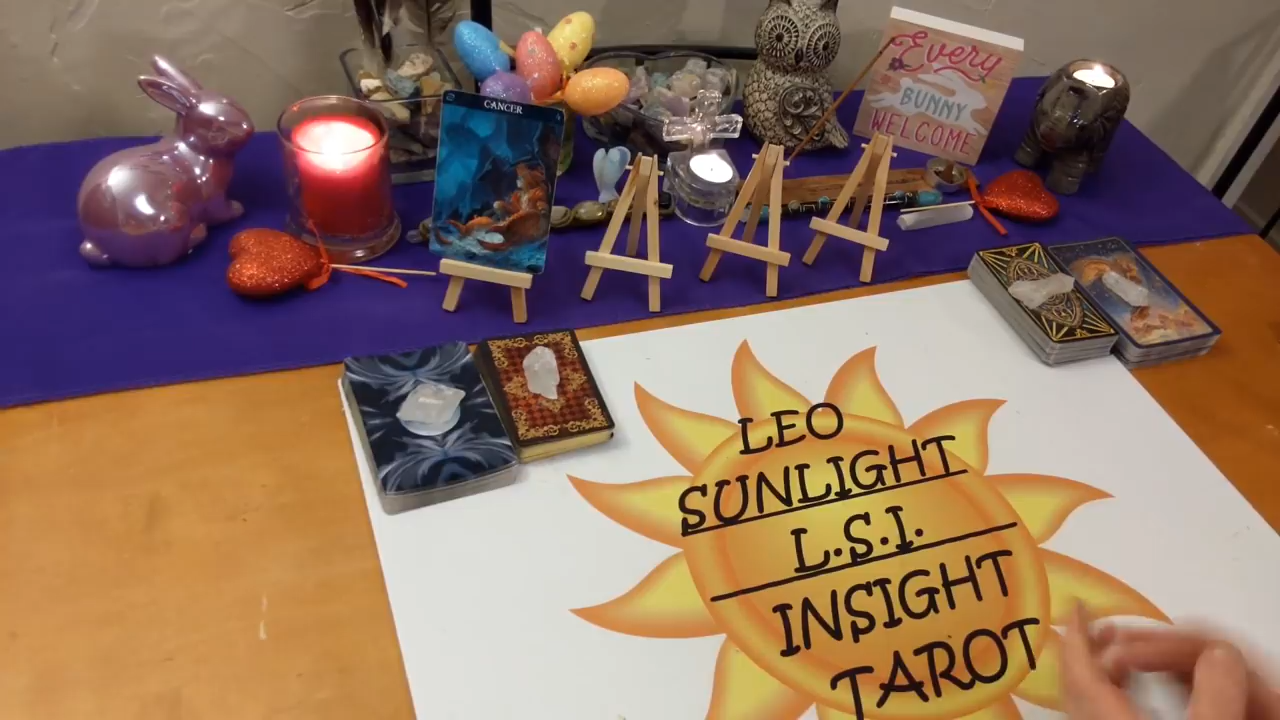 CANCER
Every
BUNNY
WELCOME
LEO
SUNLIGHT
L.S.I.
INSIGHT
TAROT